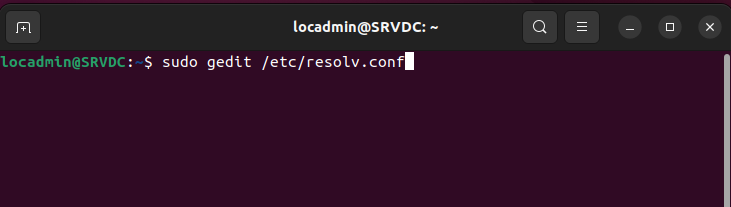 locadmin@SRVDC: ~
locadmin@SRVDC:~$ sudo gedit /etc/resolv.conf